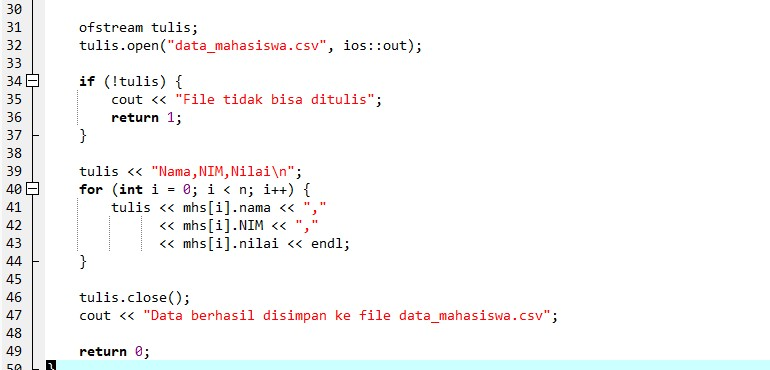 30
31 ofstream tulis;
32 tulis.open("data_mahasiswa.csv", ios::out);
33
34 if (!tulis) {
35 cout << "File tidak bisa ditulis";
36 return 1;
37 }
38
39 tulis << "Nama,NIM,Nilai\n";
40 for (int i = 0; i < n; i++) {
41 tulis << mhs[i].nama << ","
42 << mhs[i].NIM << ","
43 << mhs[i].nilai << endl;
44 }
45
46 tulis.close();
47 cout << "Data berhasil disimpan ke file data_mahasiswa.csv";
48
49 return 0;
50 }